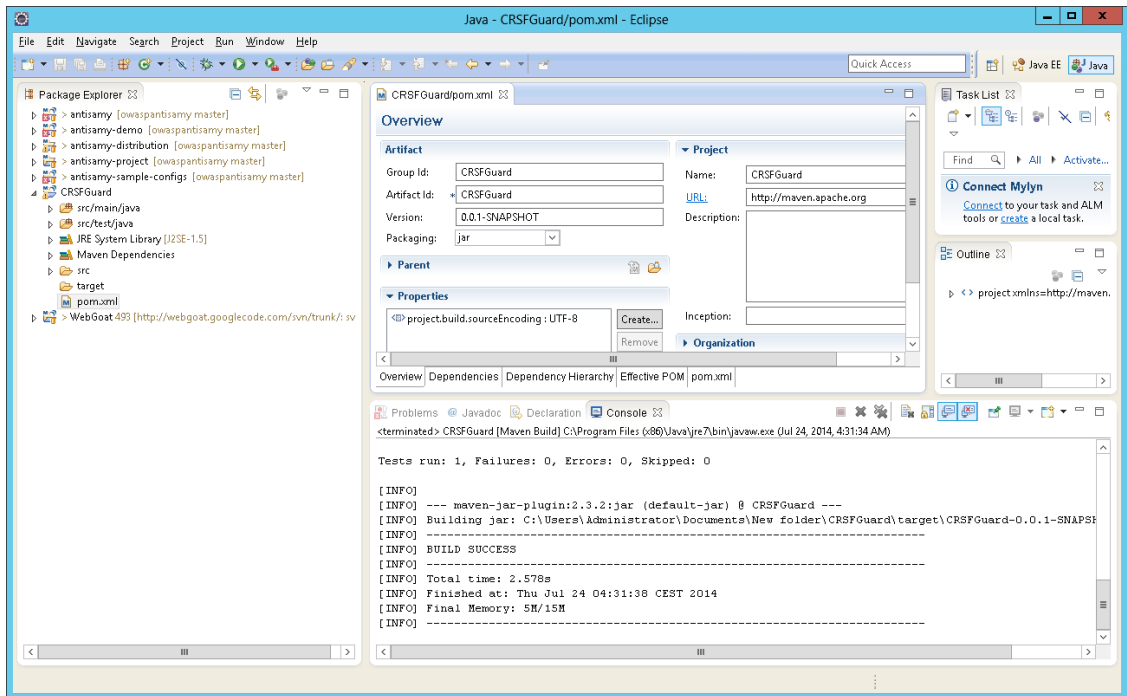 Java - CRSFGuard/pom.xml - Eclipse
File Edit Navigate Search Project Run Window Help
Quick Access
Java EE
Java
Package Explorer
> antisamy [owaspantisamy master]
> antisamy-demo [owaspantisamy master]
> antisamy-distribution [owaspantisamy master]
> antisamy-project [owaspantisamy master]
> antisamy-sample-configs [owaspantisamy master]
CRSFGuard
src/main/java
src/test/java
JRE System Library [J2SE-1.5]
Maven Dependencies
src
target
pom.xml
> WebGoat 493 [http://webgoat.googlecode.com/svn/trunk/: sv
CRSFGuard/pom.xml
Overview
Artifact
Group Id: CRSFGuard
Artifact Id: * CRSFGuard
Version: 0.0.1-SNAPSHOT
Packaging: jar
Parent
Properties
project.build.sourceEncoding : UTF-8
Create...
Remove
Project
Name: CRSFGuard
URL: http://maven.apache.org
Description:
Inception:
Organization
Overview Dependencies Dependency Hierarchy Effective POM pom.xml
Task List
Find All Activate...
Connect Mylyn
Connect to your task and ALM
tools or create a local task.
Outline
<> project xmlns=http://maven.
Problems @ Javadoc Declaration Console
<terminated> CRSFGuard [Maven Build] C:\Program Files (x86)\Java\jre7\bin\javaw.exe (Jul 24, 2014, 4:31:34 AM)
Tests run: 1, Failures: 0, Errors: 0, Skipped: 0
[INFO]
[INFO] --- maven-jar-plugin:2.3.2:jar (default-jar) @ CRSFGuard ---
[INFO] Building jar: C:\Users\Administrator\Documents\New folder\CRSFGuard\target\CRSFGuard-0.0.1-SNAPSH
[INFO] ------------------------------------------------------------------------
[INFO] BUILD SUCCESS
[INFO] ------------------------------------------------------------------------
[INFO] Total time: 2.578s
[INFO] Finished at: Thu Jul 24 04:31:38 CEST 2014
[INFO] Final Memory: 5M/15M
[INFO] ------------------------------------------------------------------------